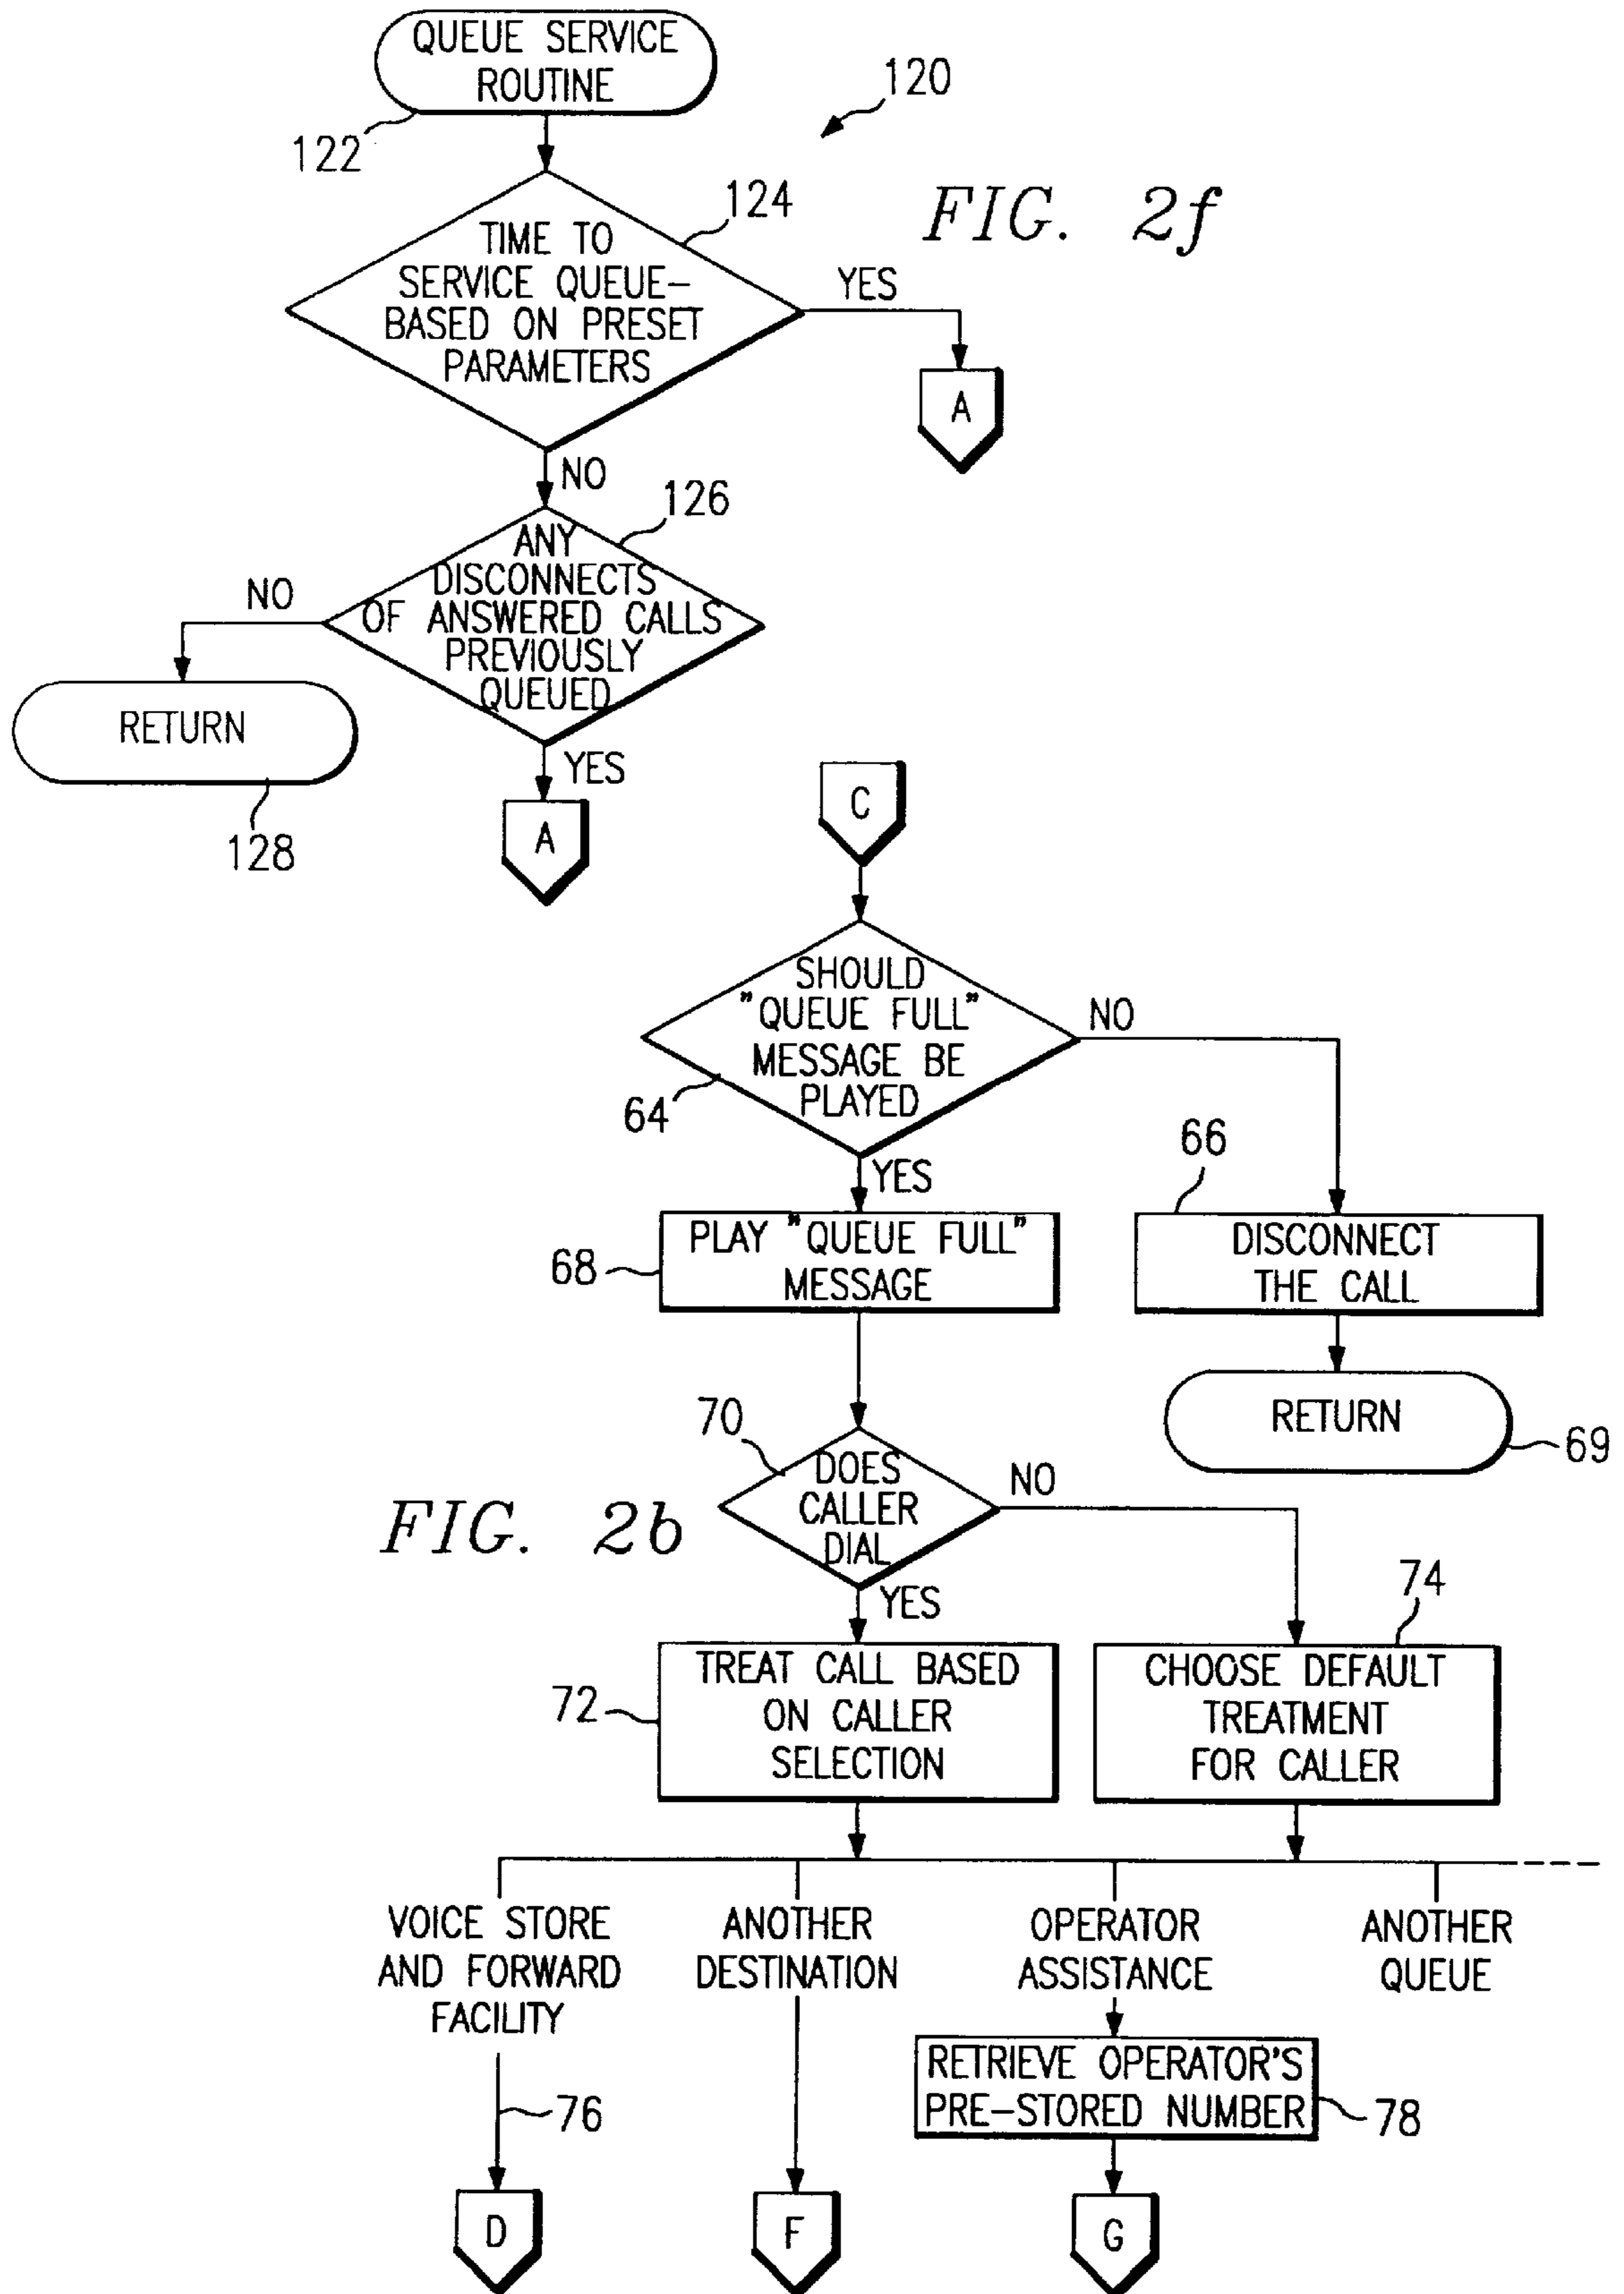 QUEUE SERVICE
ROUTINE
120
122
124
FIG. 2f
TIME TO
SERVICE QUEUE-
BASED ON PRESET
PARAMETERS
YES
A
NO
126
ANY
DISCONNECTS
OF ANSWERED CALLS
PREVIOUSLY
QUEUED
NO
RETURN
128
YES
A
C
SHOULD
"QUEUE FULL"
MESSAGE BE
PLAYED
NO
64
YES
66
PLAY "QUEUE FULL"
MESSAGE
68
DISCONNECT
THE CALL
RETURN
69
70
DOES
CALLER
DIAL
NO
FIG. 2b
YES
74
TREAT CALL BASED
ON CALLER
SELECTION
72
CHOOSE DEFAULT
TREATMENT
FOR CALLER
VOICE STORE
AND FORWARD
FACILITY
ANOTHER
DESTINATION
OPERATOR
ASSISTANCE
ANOTHER
QUEUE
RETRIEVE OPERATOR'S
PRE-STORED NUMBER
76
78
D
F
G